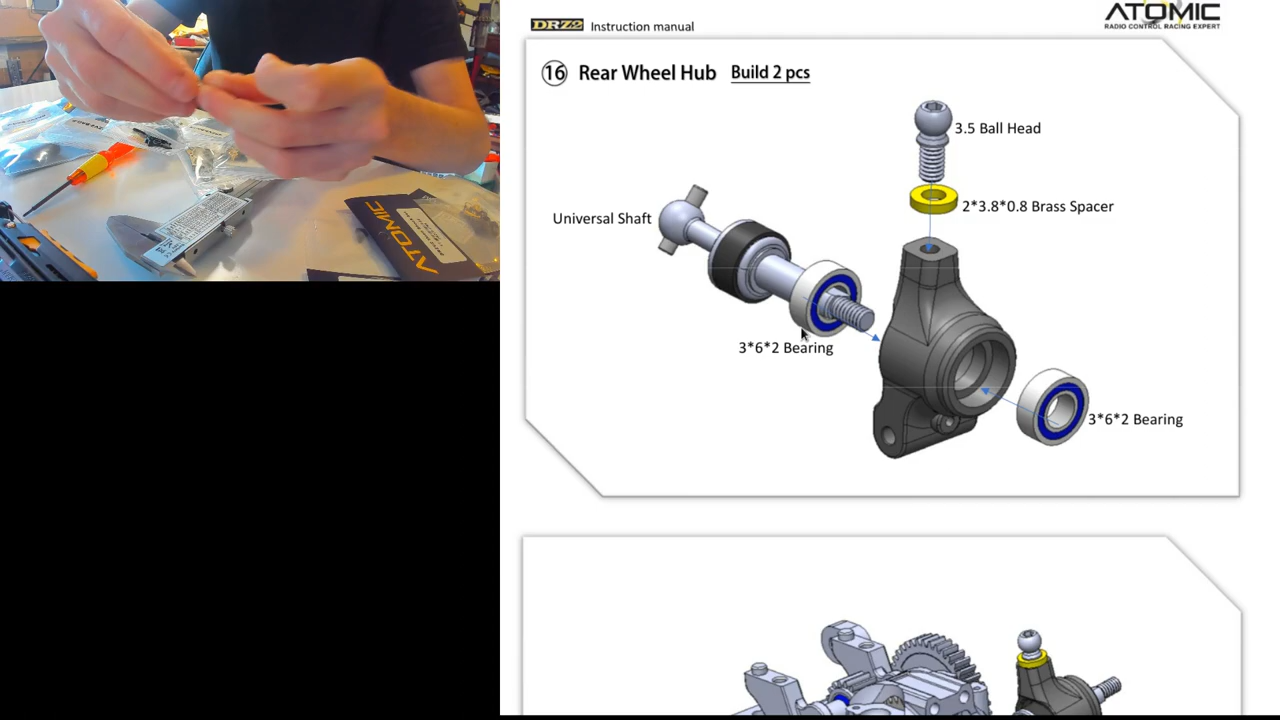 DRZ2 Instruction manual
ATOMIC
RADIO CONTROL RACING EXPERT
16 Rear Wheel Hub Build 2 pcs
3.5 Ball Head
2*3.8*0.8 Brass Spacer
Universal Shaft
3*6*2 Bearing
3*6*2 Bearing
ATOMIC